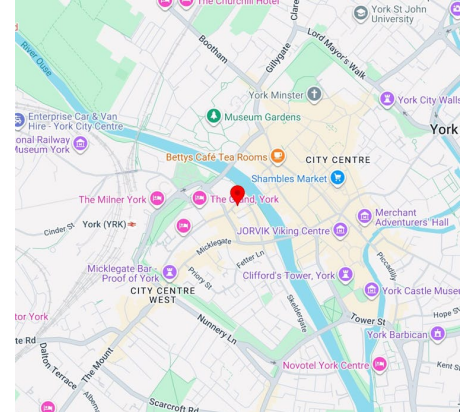 The Churchill Hotel
Clare
York St John
University
Lord Mayor's Walk
Gillygate
Bootham
River Ouse
York Minster
York City Walls
Enterprise Car & Van
Hire - York City Centre
Museum Gardens
York
onal Railway
Museum York
Bettys Café Tea Rooms
CITY CENTRE
Shambles Market
The Milner York
The Grand, York
Merchant
Adventurers' Hall
Cinder St
York (YRK)
JORVIK Viking Centre
Micklegate
Fetter Ln
Piccadilly
Micklegate Bar
Proof of York
Priory St
Clifford's Tower, York
CITY CENTRE
WEST
York Castle Museu
Skeldergate
tor York
Hope S
Nunnery Ln
Tower St
York Barbican
te Rd
The Mount
Dalton Terrace
Novotel York Centre
Kent S
Albem
Scarcroft Rd